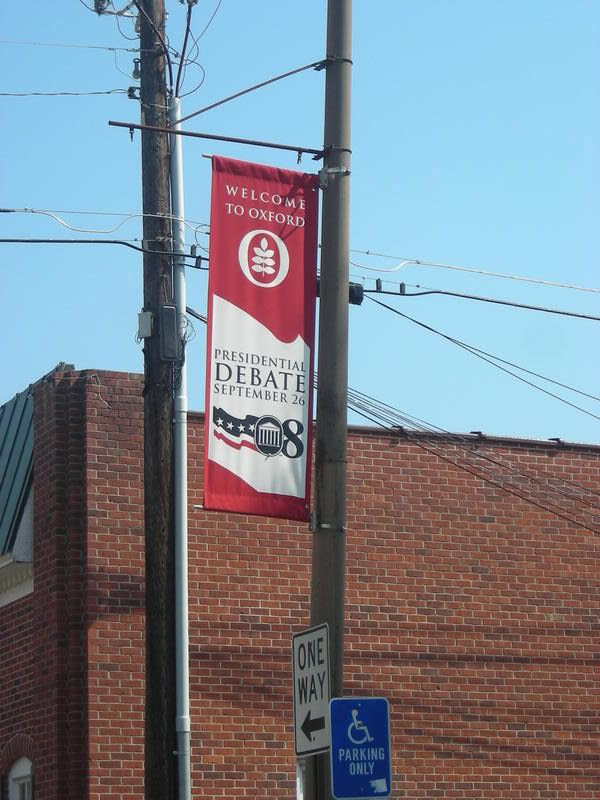 WELCOME
TO OXFORD
O
PRESIDENTIAL
DEBATE
SEPTEMBER 26
08
ONE
WAY
PARKING
ONLY